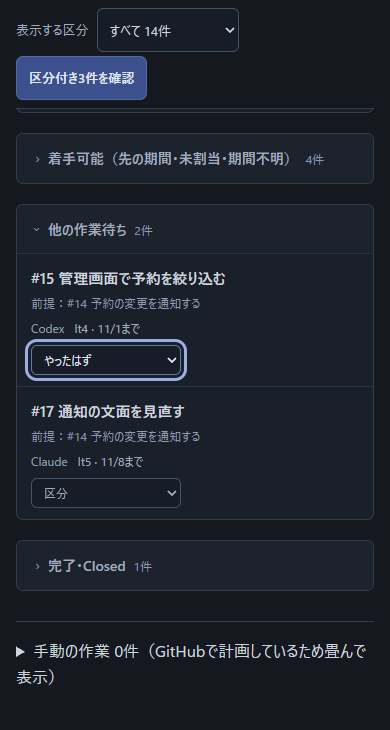 表示する区分 すべて 14件
区分付き3件を確認
› 着手可能（先の期間・未割当・期間不明） 4件
他の作業待ち 2件
#15 管理画面で予約を絞り込む
前提：#14 予約の変更を通知する
Codex lt4・11/1まで
やったはず
#17 通知の文面を見直す
前提：#14 予約の変更を通知する
Claude lt5・11/8まで
区分
› 完了・Closed 1件
▶ 手動の作業 0件（GitHubで計画しているため畳んで
表示）